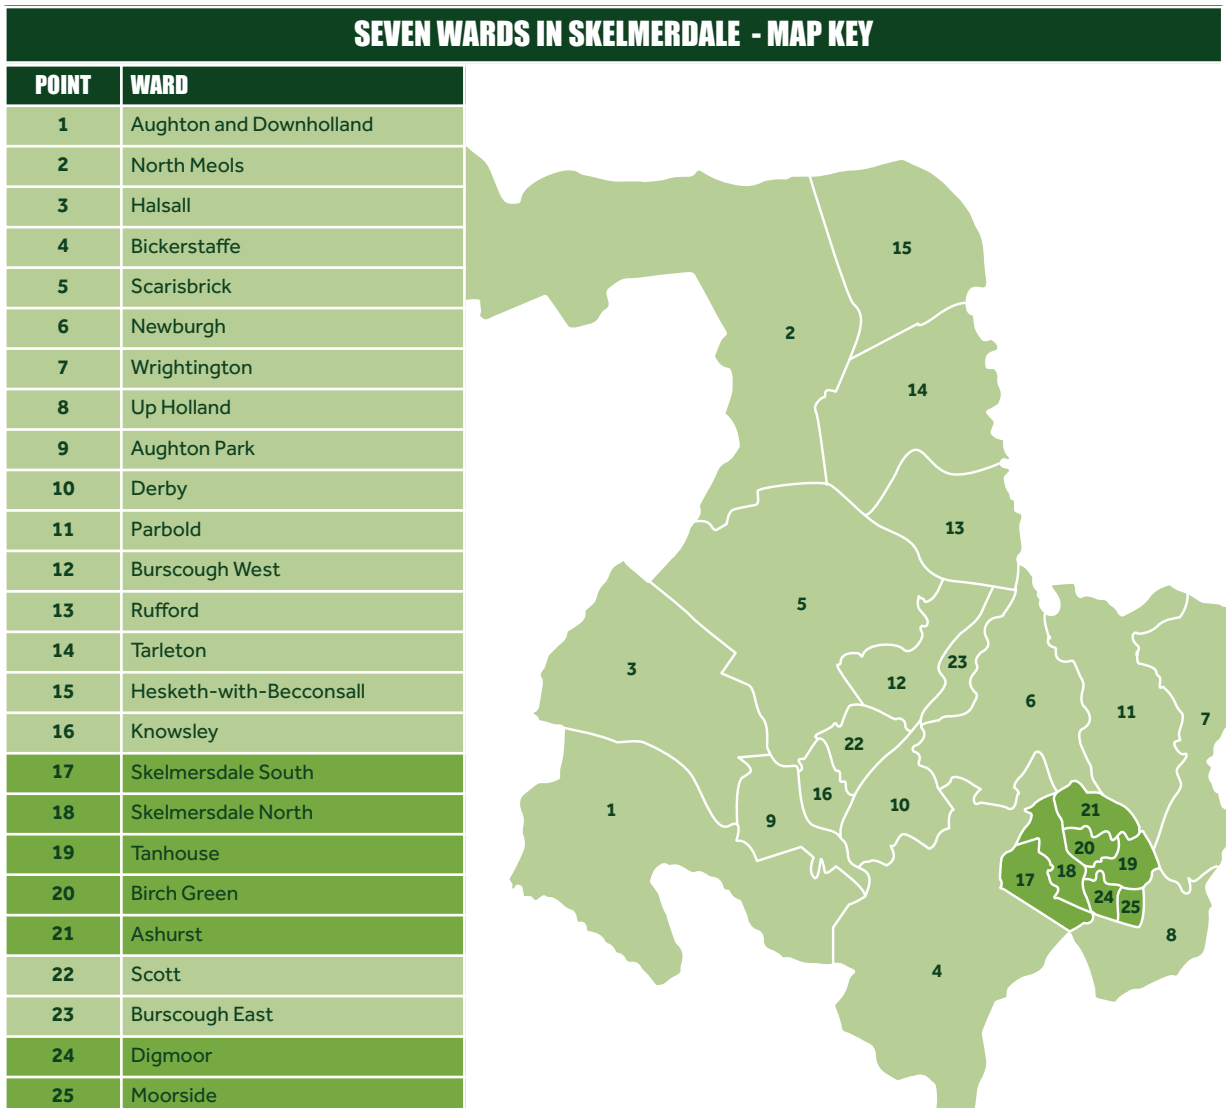 SEVEN WARDS IN SKELMERDALE - MAP KEY
POINT WARD
1 Aughton and Downholland
2 North Meols
3 Halsall
4 Bickerstaffe
5 Scarisbrick
6 Newburgh
7 Wrightington
8 Up Holland
9 Aughton Park
10 Derby
11 Parbold
12 Burscough West
13 Rufford
14 Tarleton
15 Hesketh-with-Becconsall
16 Knowsley
17 Skelmersdale South
18 Skelmersdale North
19 Tanhouse
20 Birch Green
21 Ashurst
22 Scott
23 Burscough East
24 Digmoor
25 Moorside
15
2
14
13
5
23
3
12
6
11
7
22
16
10
1
9
21
20
19
18
17
24
25
8
4